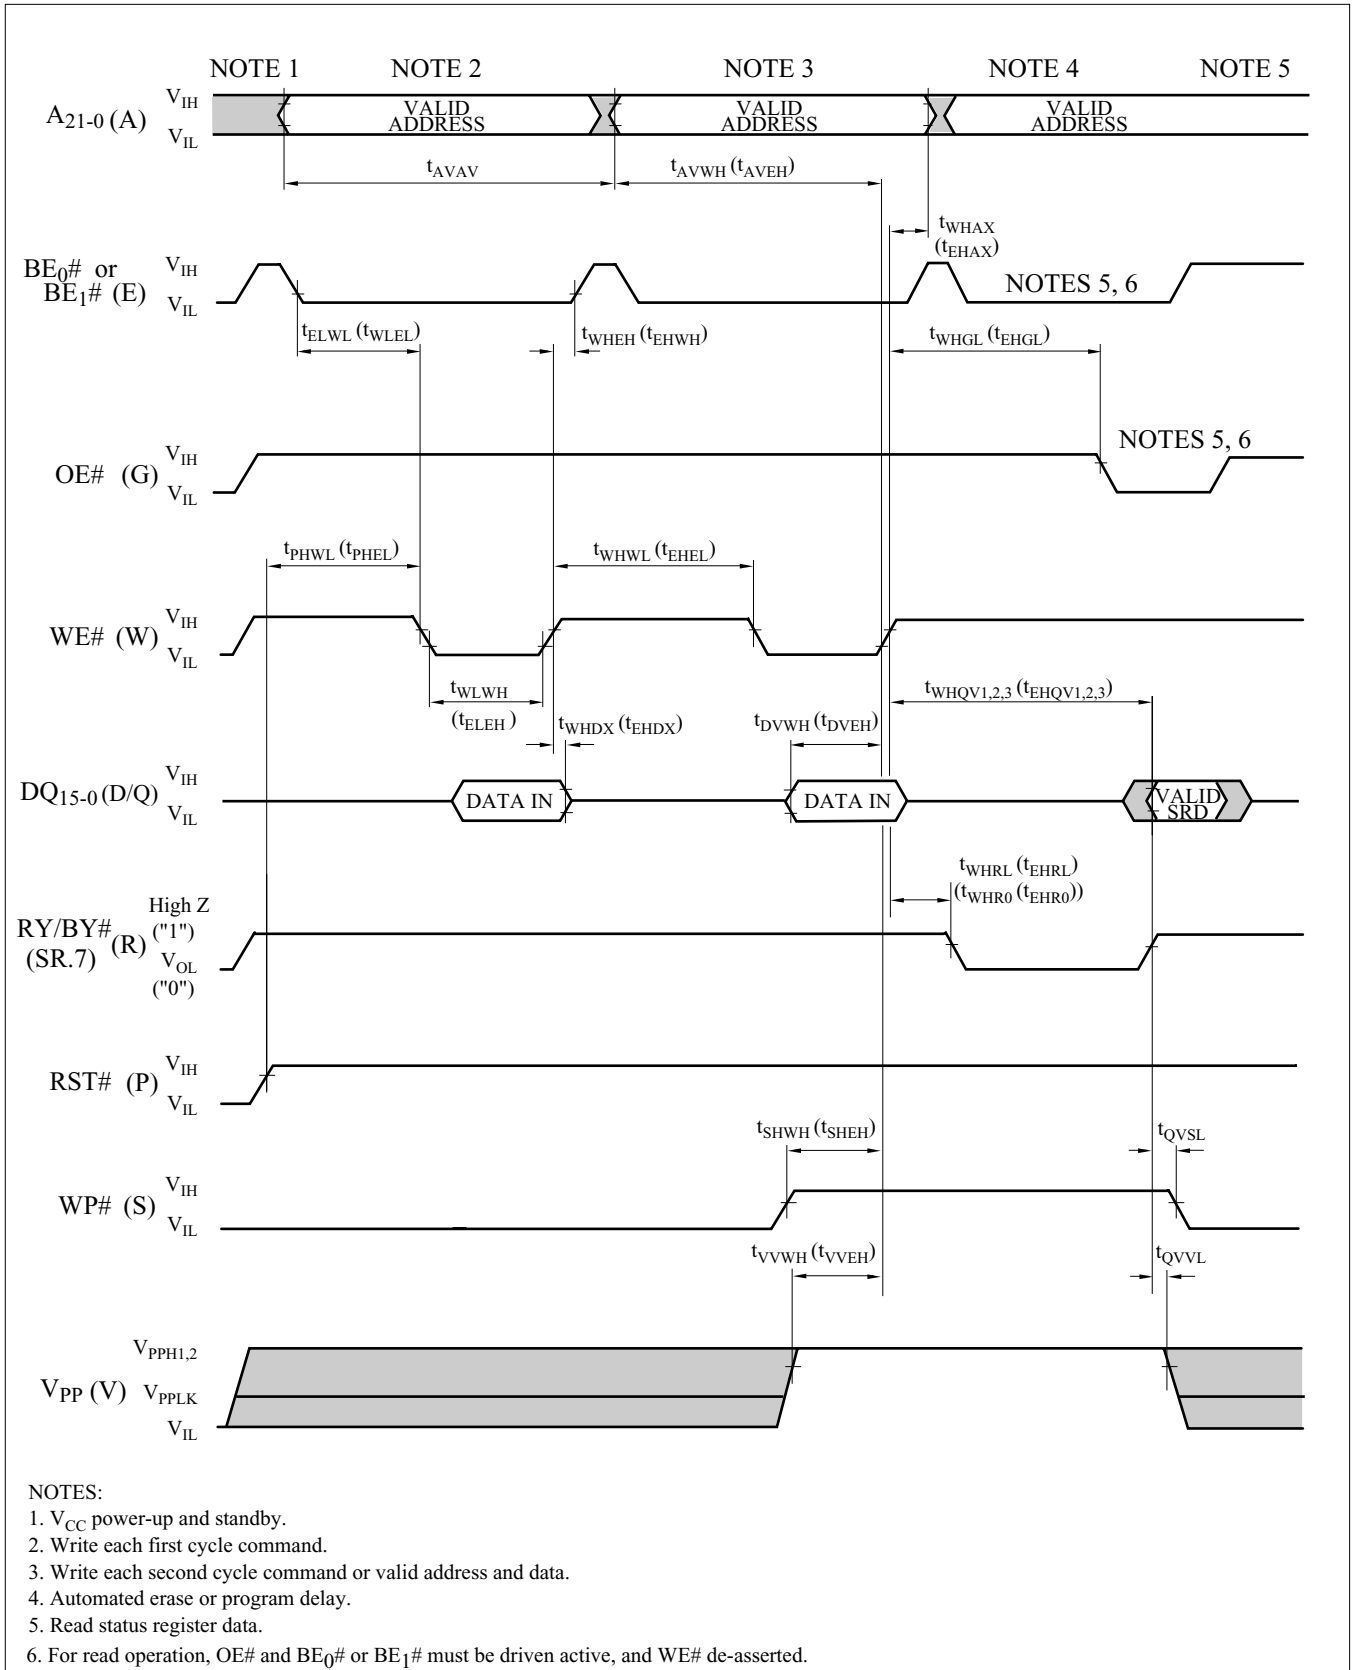 NOTE 1 NOTE 2 NOTE 3 NOTE 4 NOTE 5
A21-0 (A) VIH VIL
VALID ADDRESS VALID ADDRESS VALID ADDRESS
tAVAV tAVWH (tAVEH)
tWHAX
(tEHAX)
BE0# or
BE1# (E)
VIH
VIL
NOTES 5, 6
tELWL (tWLEL) tWHEH (tEHWH) tWHGL (tEHGL)
NOTES 5, 6
OE# (G) VIH VIL
tPHWL (tPHEL) tWHWL (tEHEL)
WE# (W) VIH VIL
tWLWH
(tELEH )
tWHDX (tEHDX) tDVWH (tDVEH) tWHQV1,2,3 (tEHQV1,2,3)
DQ15-0 (D/Q) VIH VIL
DATA IN DATA IN VALID SRD
tWHRL (tEHRL)
(tWHR0 (tEHR0))
RY/BY#
(SR.7)
(R)
High Z
("1")
VOL
("0")
RST# (P) VIH VIL
tSHWH (tSHEH) tQVSL
WP# (S) VIH VIL
tVVWH (tVVEH) tQVVL
VPP (V) VPPH1,2 VPPLK VIL
NOTES:
1. VCC power-up and standby.
2. Write each first cycle command.
3. Write each second cycle command or valid address and data.
4. Automated erase or program delay.
5. Read status register data.
6. For read operation, OE# and BE0# or BE1# must be driven active, and WE# de-asserted.